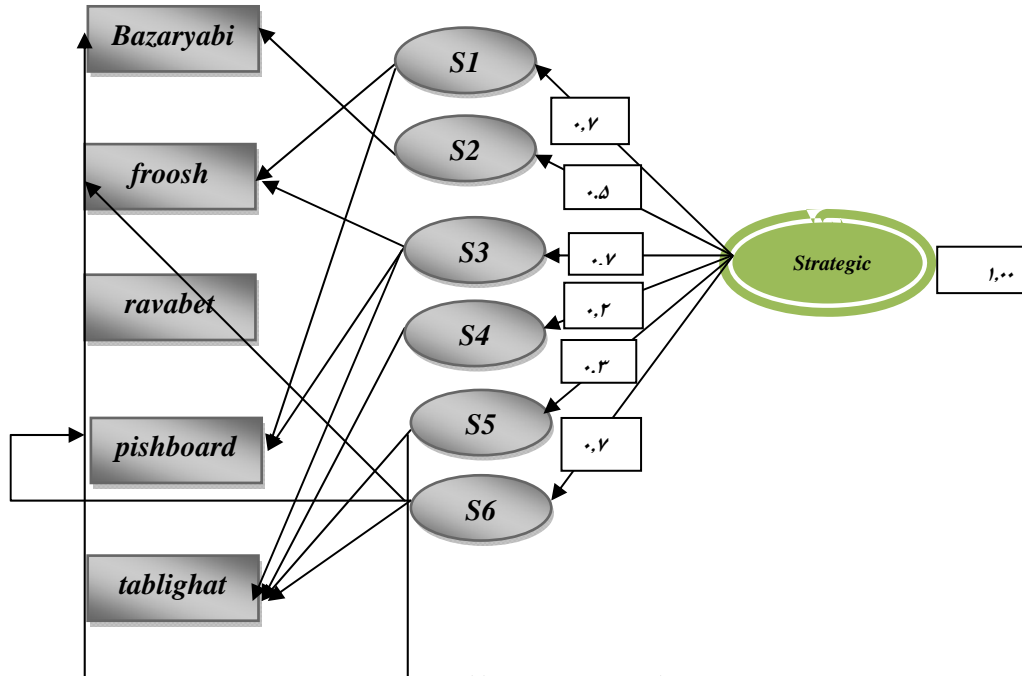 Bazaryabi
froosh
ravabet
pishboard
tablighat
S1
S2
S3
S4
S5
S6
۰,۷
۰.۵
۰.۷
۰,۲
۰.۳
۰,۷
Strategic
۱,۰۰